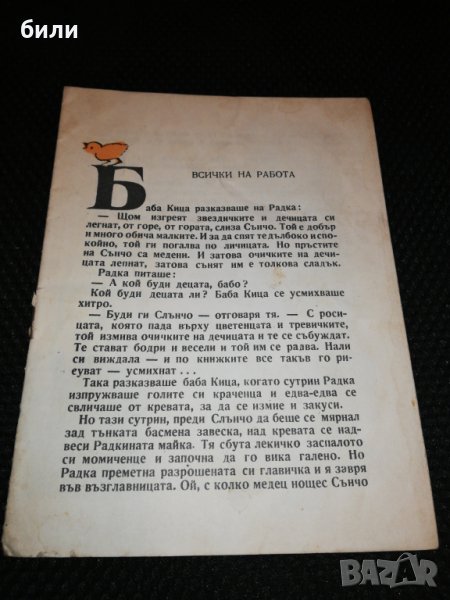 били
ВСИЧКИ НА РАБОТА
Баба Кица разказваше на Радка:
— Щом изгреят звездичките и дечицата си
легнат, от горе, от гората, слиза Сънчо. Той е добър
и много обича малките. И за да спят те дълбоко и спо-
койно, той ги погалва по личицата. Но пръстите
на Сънчо са медени. И затова очичките на дечи-
цата лепнат, затова сънят им е толкова сладък.
Радка питаше:
— А кой буди децата, бабо?
Кой буди децата ли? Баба Кица се усмихваше
хитро.
— Буди ги Слънчо — отговаря тя. — С роси-
цата, която пада върху цветенцата и тревичките,
той измива очичките на дечицата и те се събуждат.
Те стават бодри и весели и той им се радва. Нали
си виждала — и по книжките все такъв го ри-
суват — усмихнат...
Така разказваше баба Кица, когато сутрин Радка
изпружваше голите си краченца и едва-едва се
свличаше от кревата, за да се измие и закуси.
Но тази сутрин, преди Слънчо да беше се мярнал
зад тънката басмена завеска, над кревата се над-
веси Радкината майка. Тя сбута лекичко заспалото
си момиченце и започна да го вика галено. Но
Радка преметна разрошената си главичка и я завря
във възглавницата. Ой, с колко медец нощес Сънчо
BAZAR